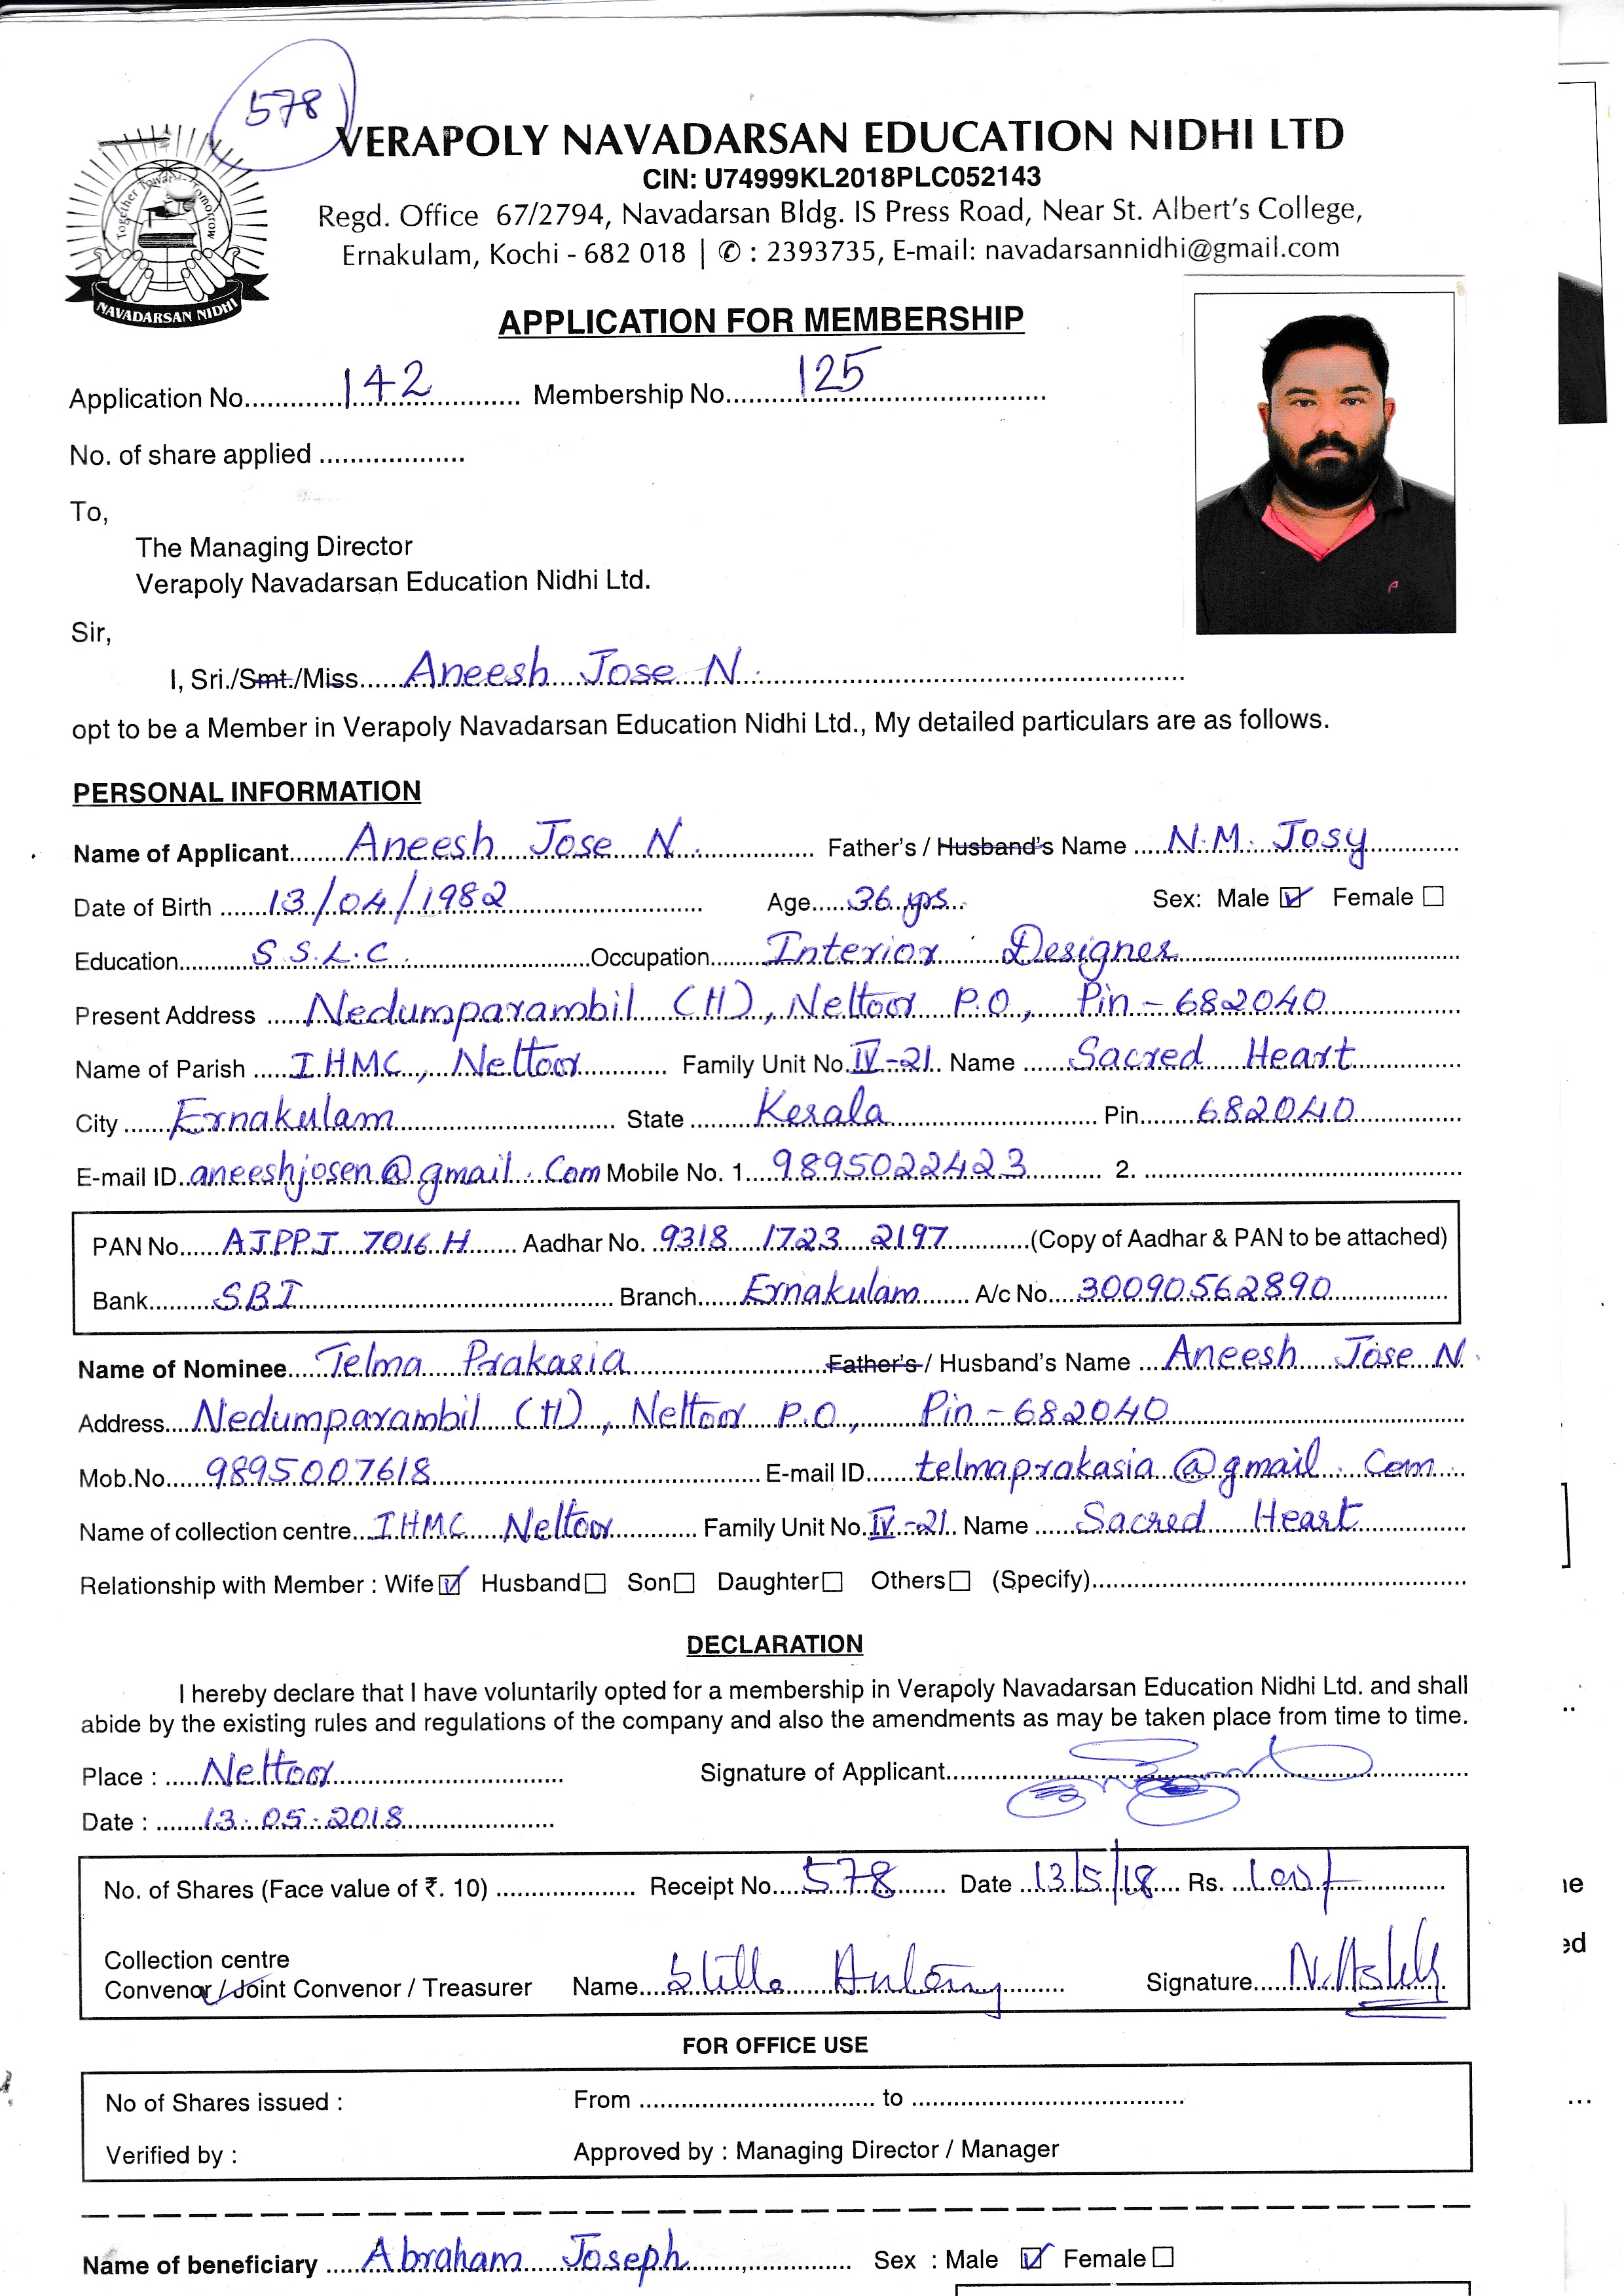 578
VERAPOLY NAVADARSAN EDUCATION NIDHI LTD
CIN: U74999KL2018PLC052143
Regd. Office 67/2794, Navadarsan Bldg. IS Press Road, Near St. Albert's College,
Ernakulam, Kochi - 682 018 | ✆ : 2393735, E-mail: navadarsannidhi@gmail.com
Together Towards Tomorrow
NAVADARSAN NIDHI
APPLICATION FOR MEMBERSHIP
Application No. 142 Membership No. 125
No. of share applied
To,
The Managing Director
Verapoly Navadarsan Education Nidhi Ltd.
Sir,
I, Sri./Smt./Miss Aneesh Jose N.
opt to be a Member in Verapoly Navadarsan Education Nidhi Ltd., My detailed particulars are as follows.
PERSONAL INFORMATION
Name of Applicant Aneesh Jose N. Father's / Husband's Name N.M. Josy
Date of Birth 13/04/1982 Age 36 yrs. Sex: Male ☑ Female ☐
Education S.S.L.C. Occupation Interior Designer
Present Address Nedumparambil (H), Nettoor P.O, Pin - 682040
Name of Parish IHMC, Nettoor Family Unit No. IV-21 Name Sacred Heart
City Ernakulam State Kerala Pin 682040
E-mail ID aneeshjosen@gmail.Com Mobile No. 1. 9895022423 2.
PAN No. AJPPJ 7016 H Aadhar No. 9318 1723 2197 (Copy of Aadhar & PAN to be attached)
Bank SBI Branch Ernakulam A/c No. 30090562890
Name of Nominee Telma Prakasia Father's / Husband's Name Aneesh Jose N.
Address Nedumparambil (H), Nettoor P.O, Pin - 682040
Mob.No. 9895007618 E-mail ID telmaprakasia@gmail.Com
Name of collection centre IHMC Nettoor Family Unit No. IV-21 Name Sacred Heart
Relationship with Member : Wife ☑ Husband ☐ Son ☐ Daughter ☐ Others ☐ (Specify)
DECLARATION
I hereby declare that I have voluntarily opted for a membership in Verapoly Navadarsan Education Nidhi Ltd. and shall
abide by the existing rules and regulations of the company and also the amendments as may be taken place from time to time.
Place : Nettoor Signature of Applicant
Date : 13.05.2018
No. of Shares (Face value of ₹. 10) Receipt No. 578 Date 13/5/18 Rs. 100/-
Collection centre
Convenor / Joint Convenor / Treasurer Name Stella Antony Signature
FOR OFFICE USE
No of Shares issued : From to
Verified by : Approved by : Managing Director / Manager
Name of beneficiary Abraham Joseph Sex : Male ☑ Female ☐